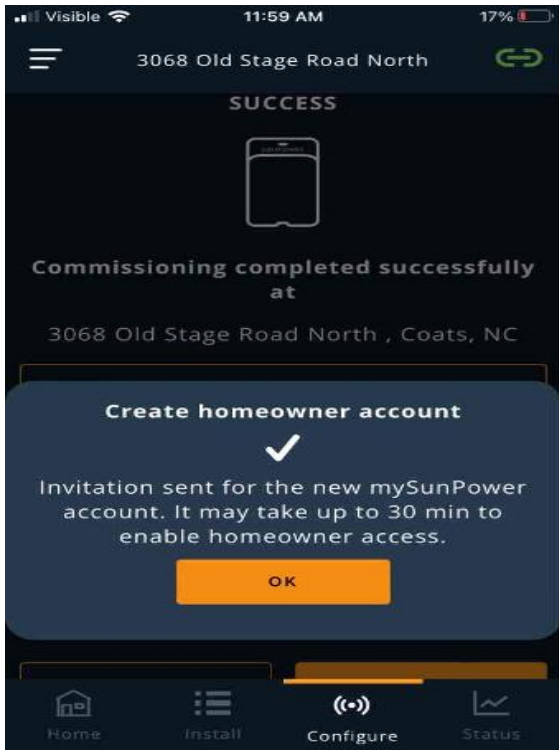 Visible 11:59 AM 17%
3068 Old Stage Road North
SUCCESS
SUNPOWER
Commissioning completed successfully
at
3068 Old Stage Road North , Coats, NC
Create homeowner account
Invitation sent for the new mySunPower
account. It may take up to 30 min to
enable homeowner access.
OK
Home Install Configure Status